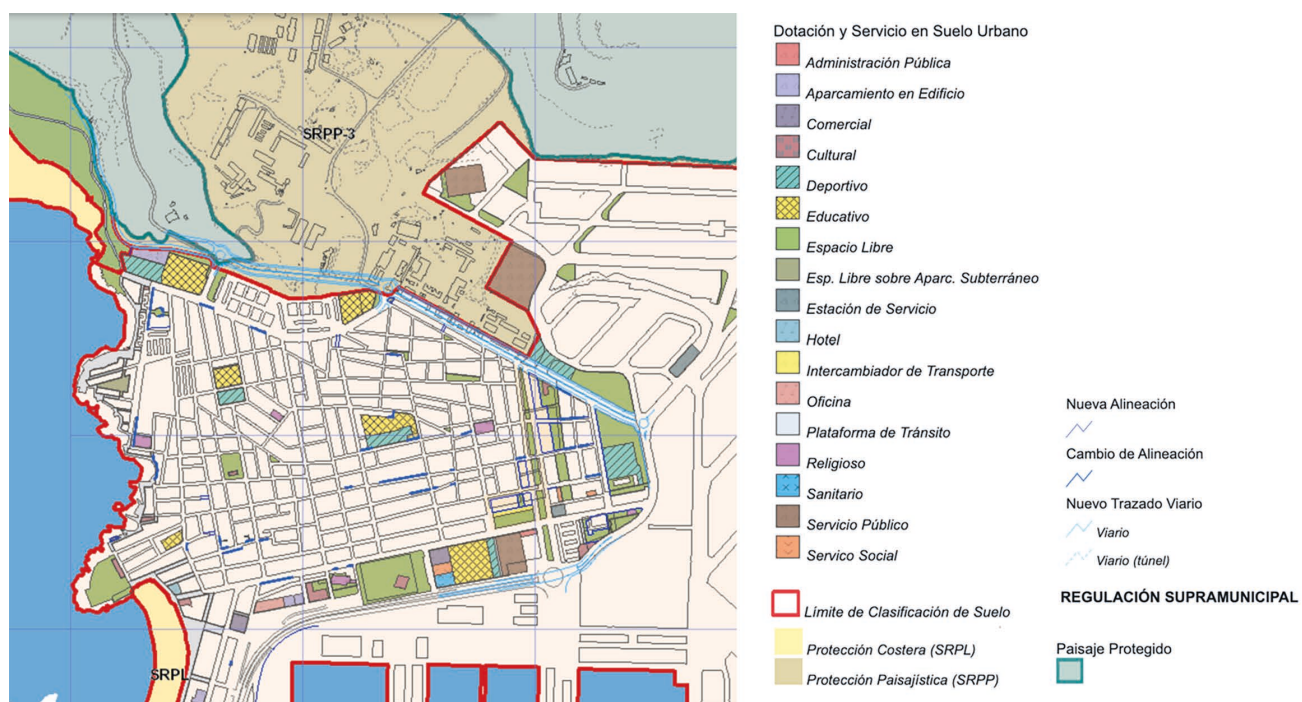 SRPP-3
SRPL
Dotación y Servicio en Suelo Urbano
Administración Pública
Aparcamiento en Edificio
Comercial
Cultural
Deportivo
Educativo
Espacio Libre
Esp. Libre sobre Aparc. Subterráneo
Estación de Servicio
Hotel
Intercambiador de Transporte
Oficina
Plataforma de Tránsito
Religioso
Sanitario
Servicio Público
Servico Social
Límite de Clasificación de Suelo
Protección Costera (SRPL)
Protección Paisajística (SRPP)
Nueva Alineación
Cambio de Alineación
Nuevo Trazado Viario
Viario
Viario (túnel)
REGULACIÓN SUPRAMUNICIPAL
Paisaje Protegido